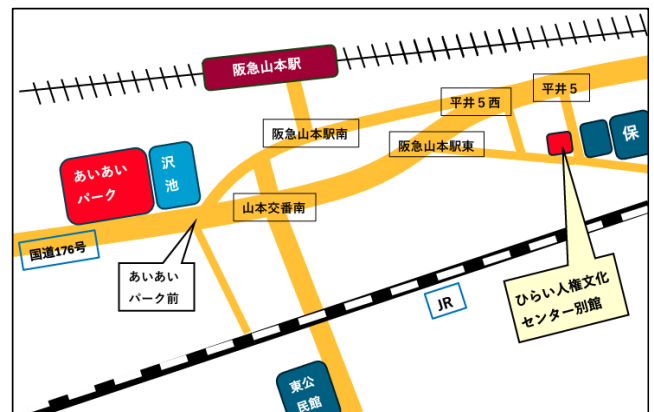 阪急山本駅
平井5
平井5西
保
阪急山本駅南
阪急山本駅東
沢
池
あいあい
パーク
山本交番南
国道176号
あいあい
パーク前
ひらい人権文化
センター別館
JR
東公
民館